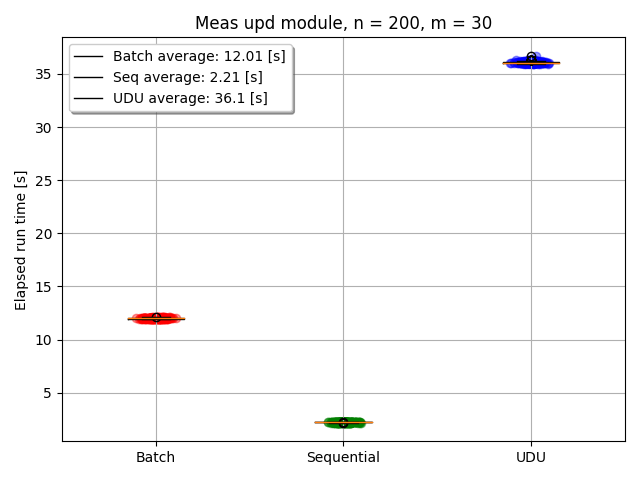 Meas upd module, n = 200, m = 30
Batch average: 12.01 [s]
Seq average: 2.21 [s]
UDU average: 36.1 [s]
Elapsed run time [s]
35
30
25
20
15
10
5
Batch
Sequential
UDU